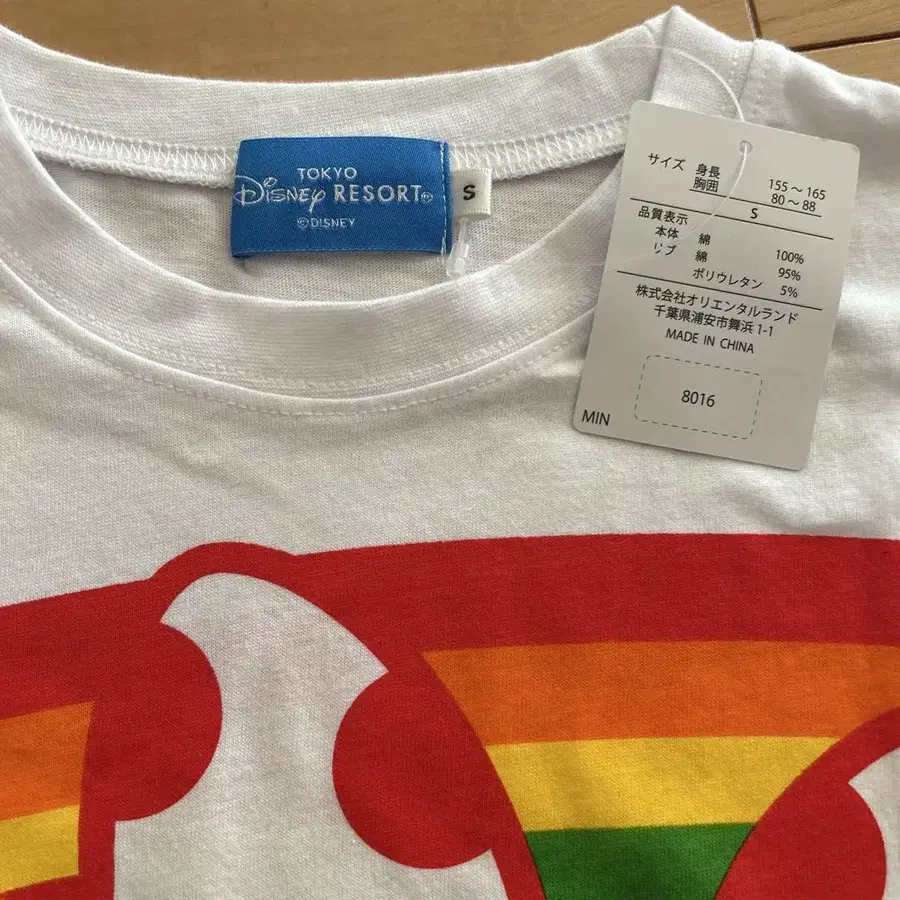 TOKYO
Disney RESORT®
©DISNEY
S
サイズ 身長 155～165
胸囲 80～88
S
品質表示
本体 綿 100%
リブ 綿 95%
ポリウレタン 5%
株式会社オリエンタルランド
千葉県浦安市舞浜 1-1
MADE IN CHINA
8016
MIN